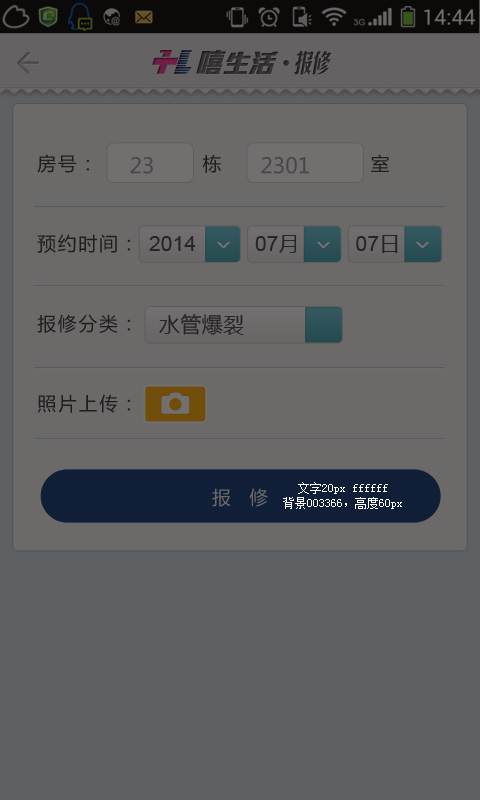 3G 14:44
嘻生活·报修
房号： 23 栋 2301 室
预约时间：2014 07月 07日
报修分类： 水管爆裂
照片上传：
报 修
文字20px ffffff
背景003366，高度60px